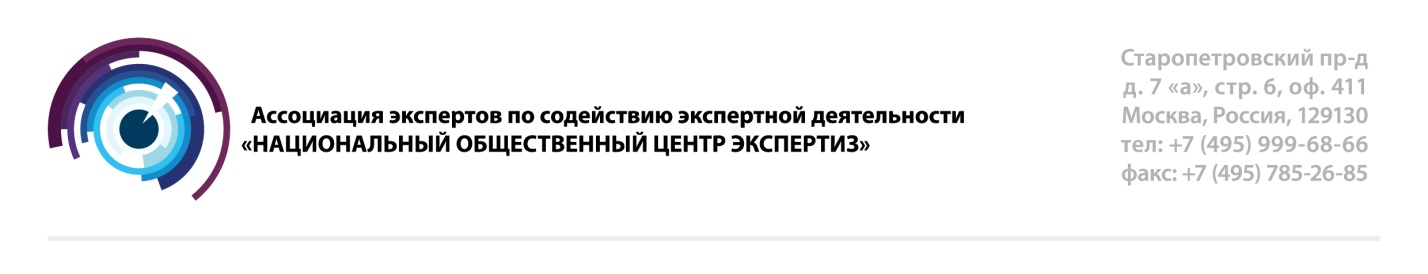 Ассоциация экспертов по содействию экспертной деятельности
«НАЦИОНАЛЬНЫЙ ОБЩЕСТВЕННЫЙ ЦЕНТР ЭКСПЕРТИЗ»
Старопетровский пр-д
д. 7 «а», стр. 6, оф. 411
Москва, Россия, 129130
тел: +7 (495) 999-68-66
факс: +7 (495) 785-26-85